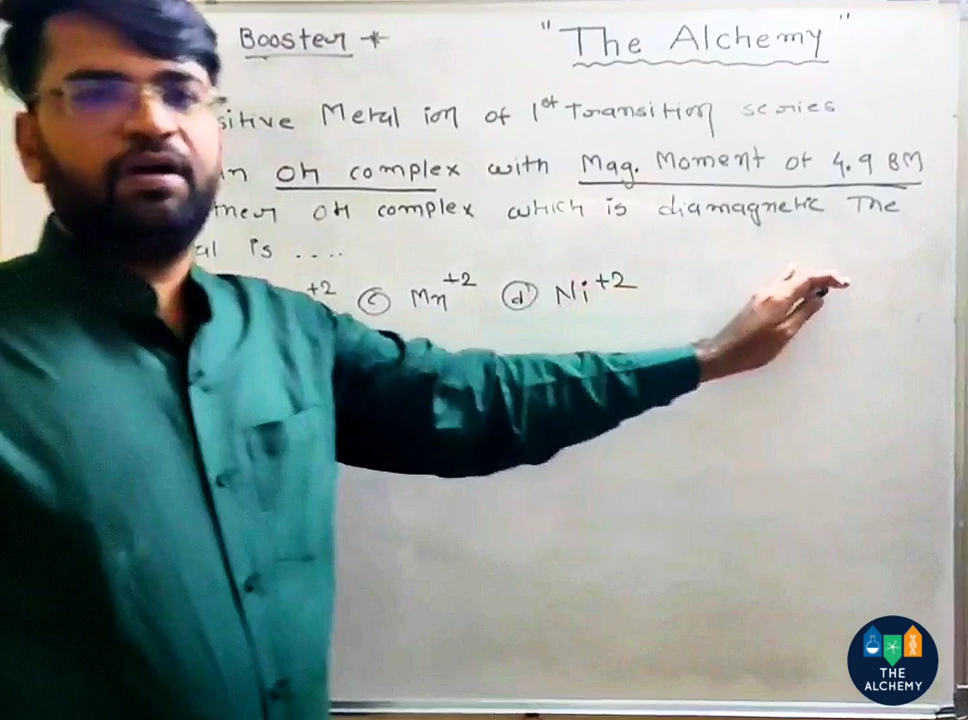 Booster * "The Alchemy"
sitive Metal ion of 1st Transition series
in Oh complex with Mag. Moment of 4.9 BM
ther Oh complex which is diamagnetic The
al is ....
+2 (c) Mn+2 (d) Ni+2
THE
ALCHEMY